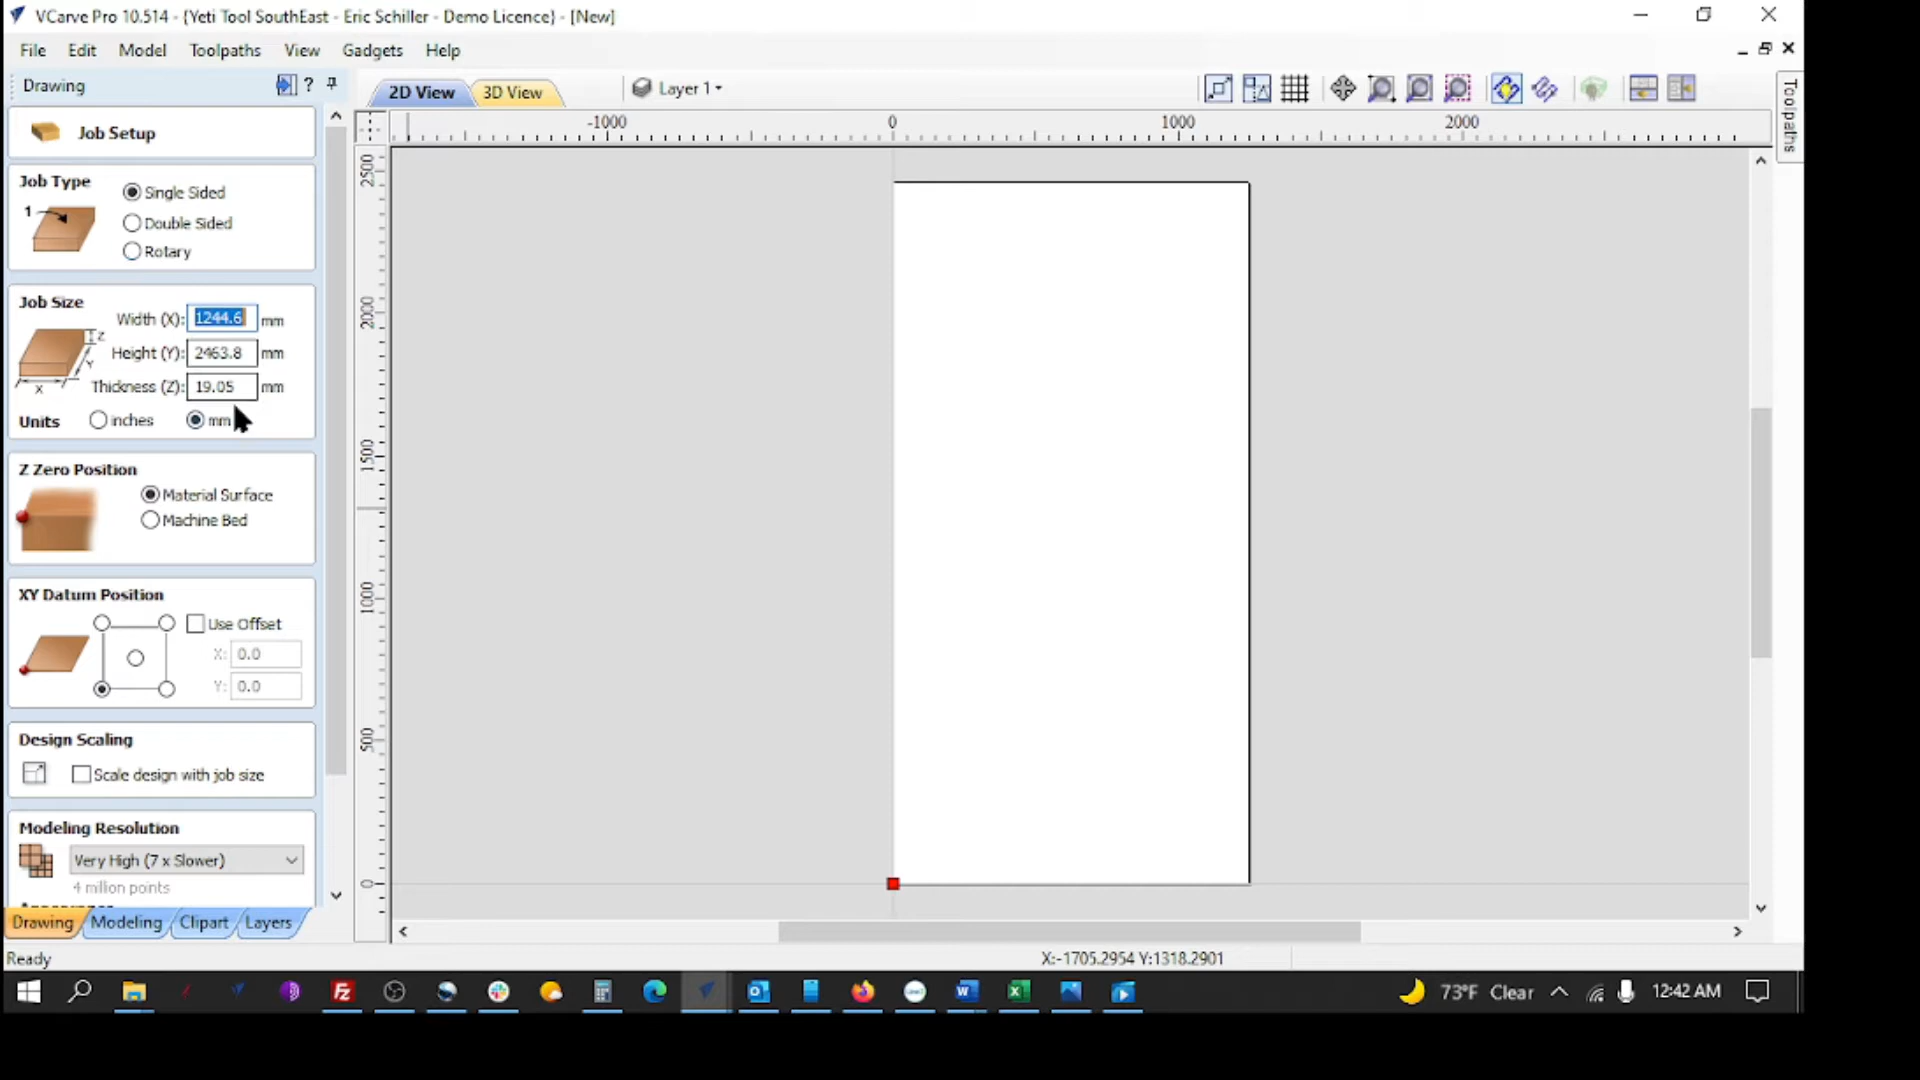 VCarve Pro 10.514 - {Yeti Tool SouthEast - Eric Schiller - Demo Licence} - [New]
File Edit Model Toolpaths View Gadgets Help
Drawing
?
2D View
3D View
Layer 1
Toolpaths
Job Setup
-1000 0 1000 2000
2500
2000
1500
1000
500
0
Job Type
1
Single Sided
Double Sided
Rotary
Job Size
Width (X): 1244.6 mm
Z
Y
X
Height (Y): 2463.8 mm
Thickness (Z): 19.05 mm
Units inches mm
Z Zero Position
Material Surface
Machine Bed
XY Datum Position
Use Offset
X: 0.0
Y: 0.0
Design Scaling
Scale design with job size
Modeling Resolution
Very High (7 x Slower)
4 million points
Drawing Modeling Clipart Layers
Ready
X:-1705.2954 Y:1318.2901
73°F Clear
12:42 AM